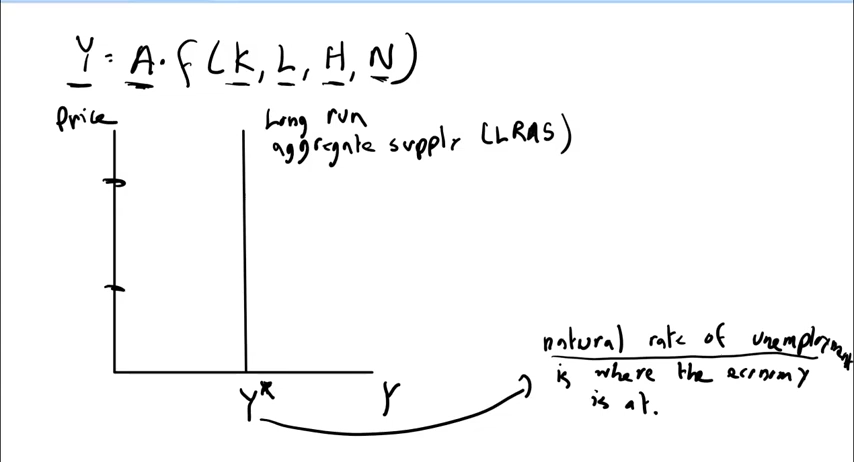 Y = A · f(K, L, H, N)
Price
Long run
aggregate supply (LRAS)
natural rate of unemployment
is where the economy
is at.
Y*
Y